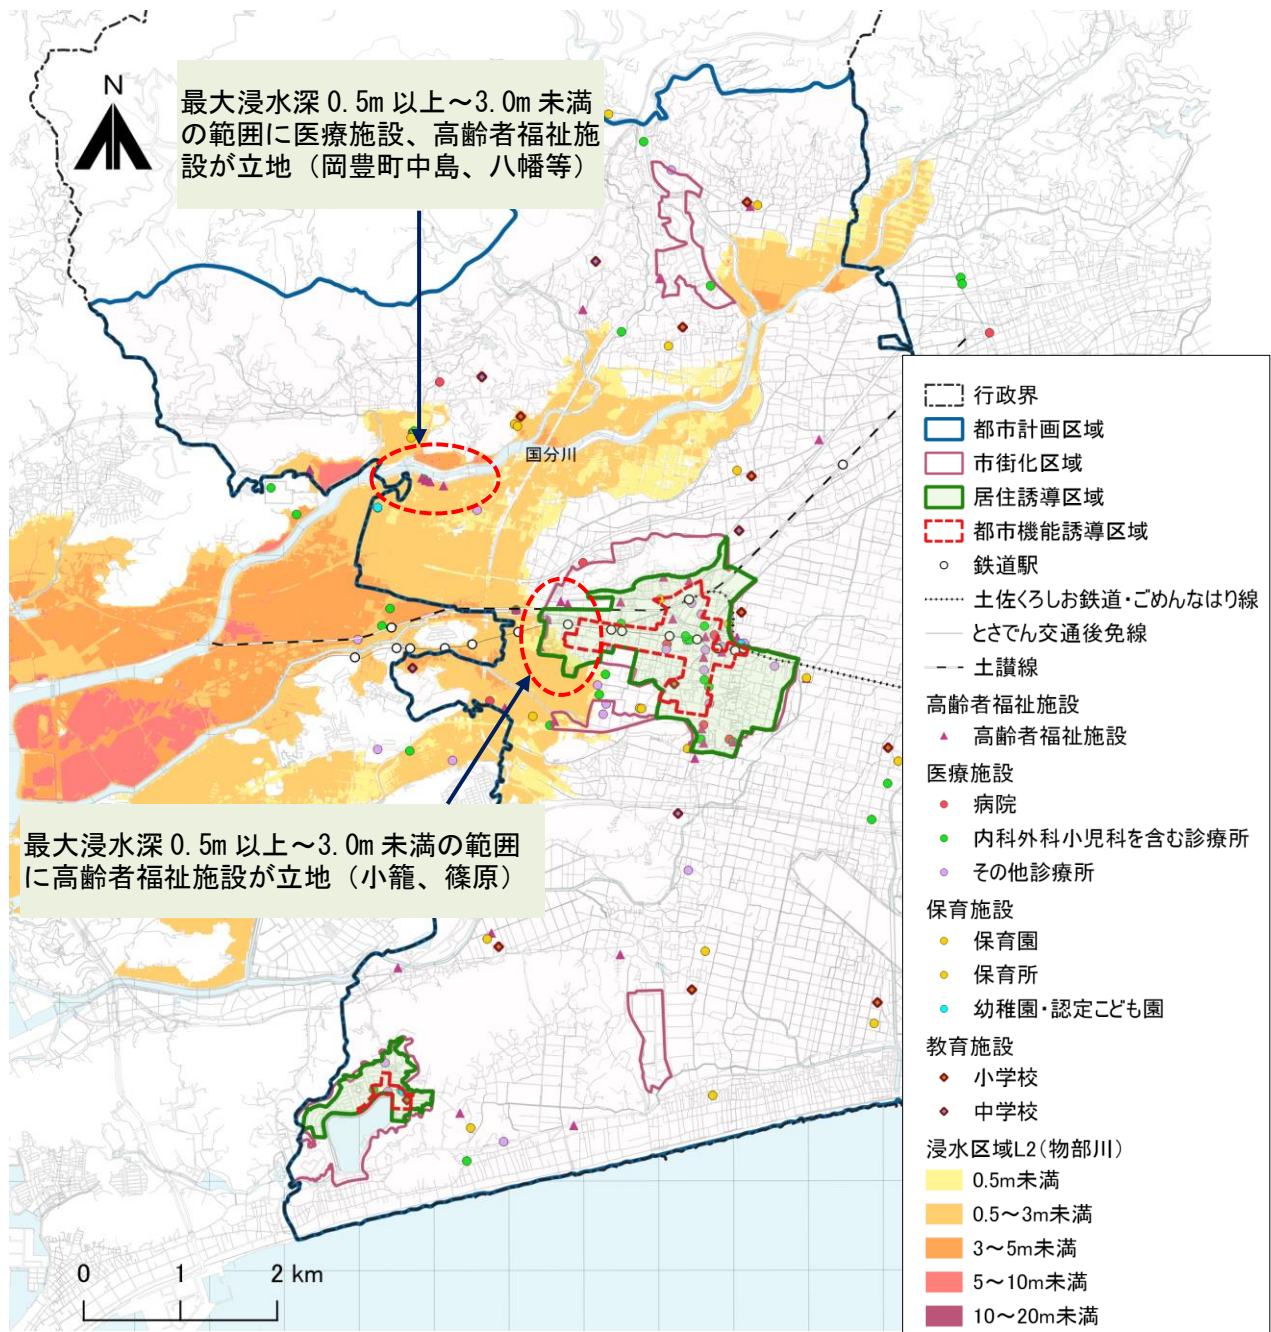 N
最大浸水深 0.5m 以上～3.0m 未満
の範囲に医療施設、高齢者福祉施
設が立地（岡豊町中島、八幡等）
国分川
最大浸水深 0.5m 以上～3.0m 未満の範囲
に高齢者福祉施設が立地（小籠、篠原）
0 1 2 km
行政界
都市計画区域
市街化区域
居住誘導区域
都市機能誘導区域
鉄道駅
土佐くろしお鉄道・ごめんなはり線
とさでん交通後免線
土讃線
高齢者福祉施設
高齢者福祉施設
医療施設
病院
内科外科小児科を含む診療所
その他診療所
保育施設
保育園
保育所
幼稚園・認定こども園
教育施設
小学校
中学校
浸水区域L2（物部川）
0.5m未満
0.5～3m未満
3～5m未満
5～10m未満
10～20m未満